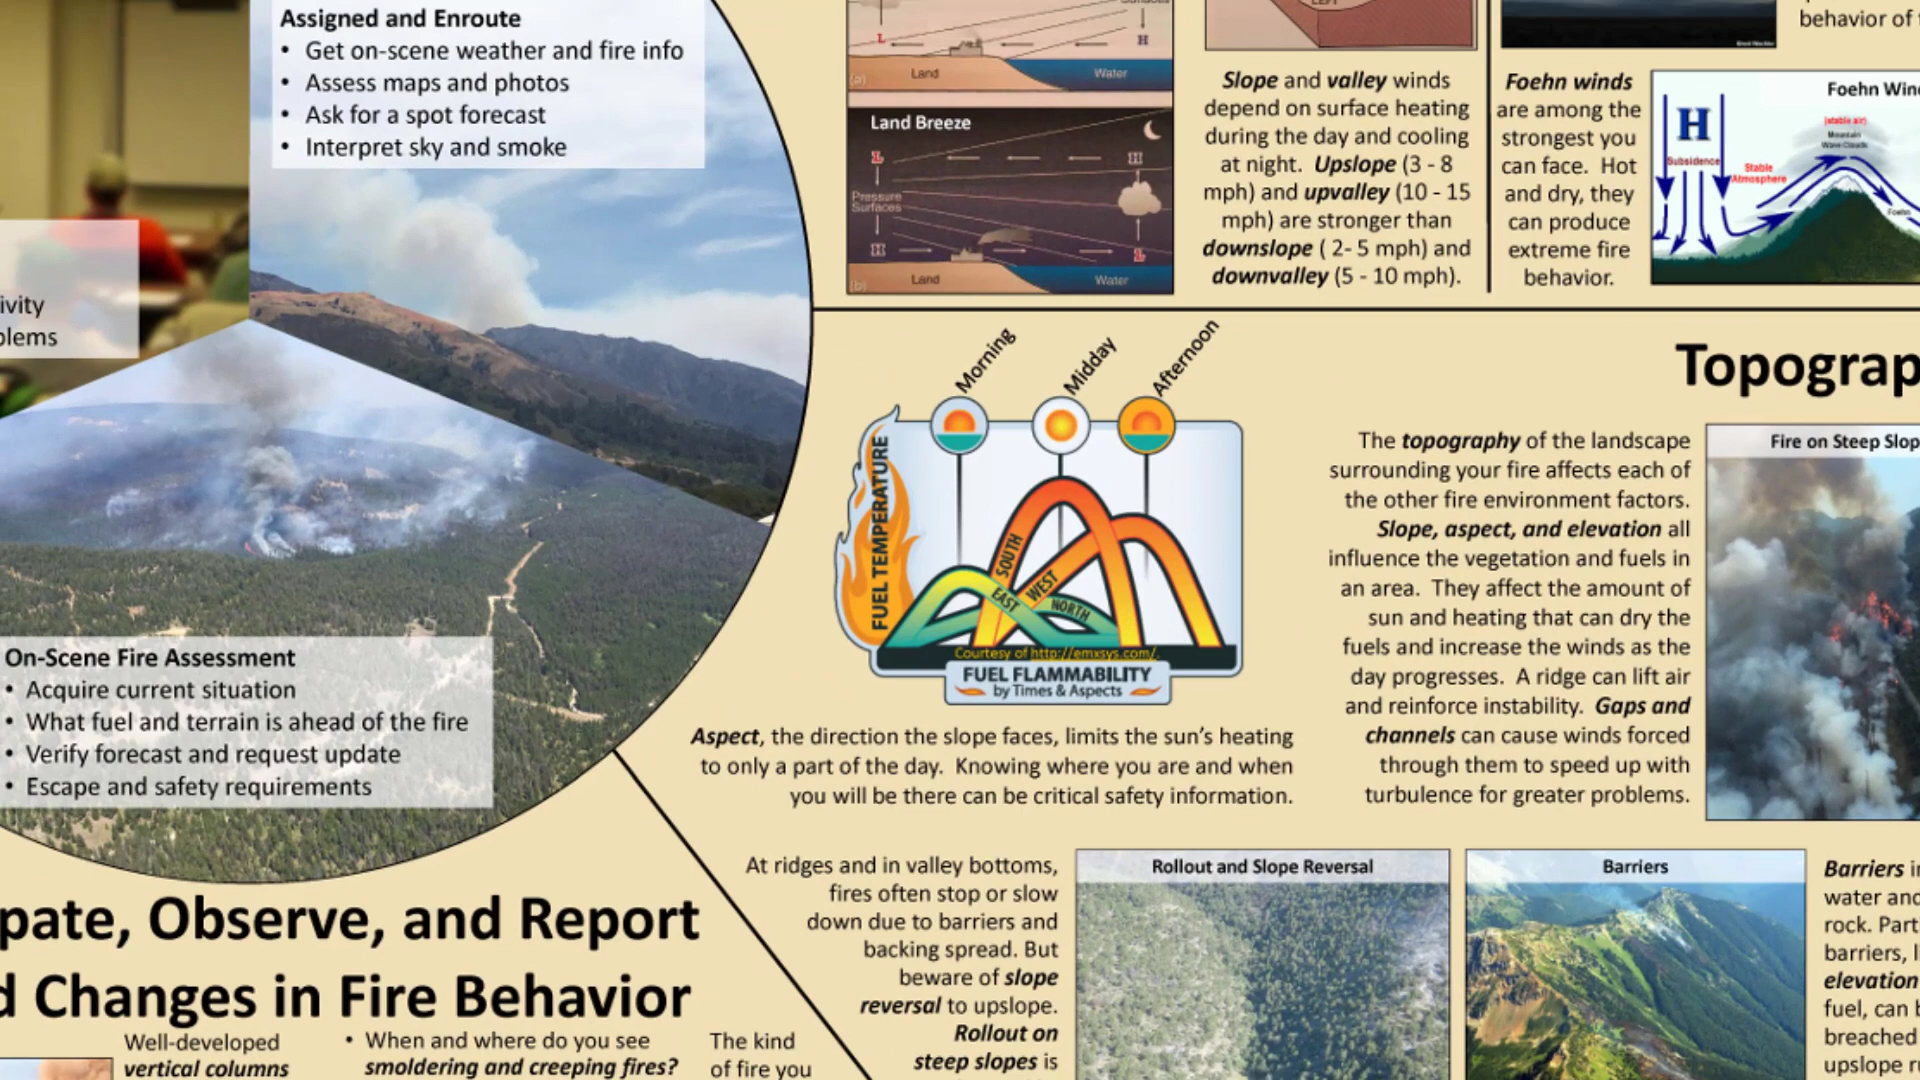 Assigned and Enroute
• Get on-scene weather and fire info
• Assess maps and photos
• Ask for a spot forecast
• Interpret sky and smoke
ivity
blems
On-Scene Fire Assessment
• Acquire current situation
• What fuel and terrain is ahead of the fire
• Verify forecast and request update
• Escape and safety requirements
pate, Observe, and Report
d Changes in Fire Behavior
Well-developed
vertical columns
• When and where do you see
smoldering and creeping fires?
The kind
of fire you
L
H
(a)
Land
Water
Land Breeze
L
H
Pressure
Surfaces
H
L
(b)
Land
Water
LEFT
Slope and valley winds
depend on surface heating
during the day and cooling
at night. Upslope (3 - 8
mph) and upvalley (10 - 15
mph) are stronger than
downslope ( 2- 5 mph) and
downvalley (5 - 10 mph).
behavior of
Foehn winds
are among the
strongest you
can face. Hot
and dry, they
can produce
extreme fire
behavior.
Foehn Win
H
Subsidence
(stable air)
Mountain
Wave Clouds
Stable
Atmosphere
Foehn
Morning
Midday
Afternoon
FUEL TEMPERATURE
SOUTH
WEST
EAST
NORTH
Courtesy of http://emxsys.com/.
FUEL FLAMMABILITY
by Times & Aspects
Aspect, the direction the slope faces, limits the sun's heating
to only a part of the day. Knowing where you are and when
you will be there can be critical safety information.
Topograp
The topography of the landscape
surrounding your fire affects each of
the other fire environment factors.
Slope, aspect, and elevation all
influence the vegetation and fuels in
an area. They affect the amount of
sun and heating that can dry the
fuels and increase the winds as the
day progresses. A ridge can lift air
and reinforce instability. Gaps and
channels can cause winds forced
through them to speed up with
turbulence for greater problems.
Fire on Steep Slop
At ridges and in valley bottoms,
fires often stop or slow
down due to barriers and
backing spread. But
beware of slope
reversal to upslope.
Rollout on
steep slopes is
Rollout and Slope Reversal
Barriers
Barriers in
water and
rock. Part
barriers, l
elevation
fuel, can b
breached
upslope ru